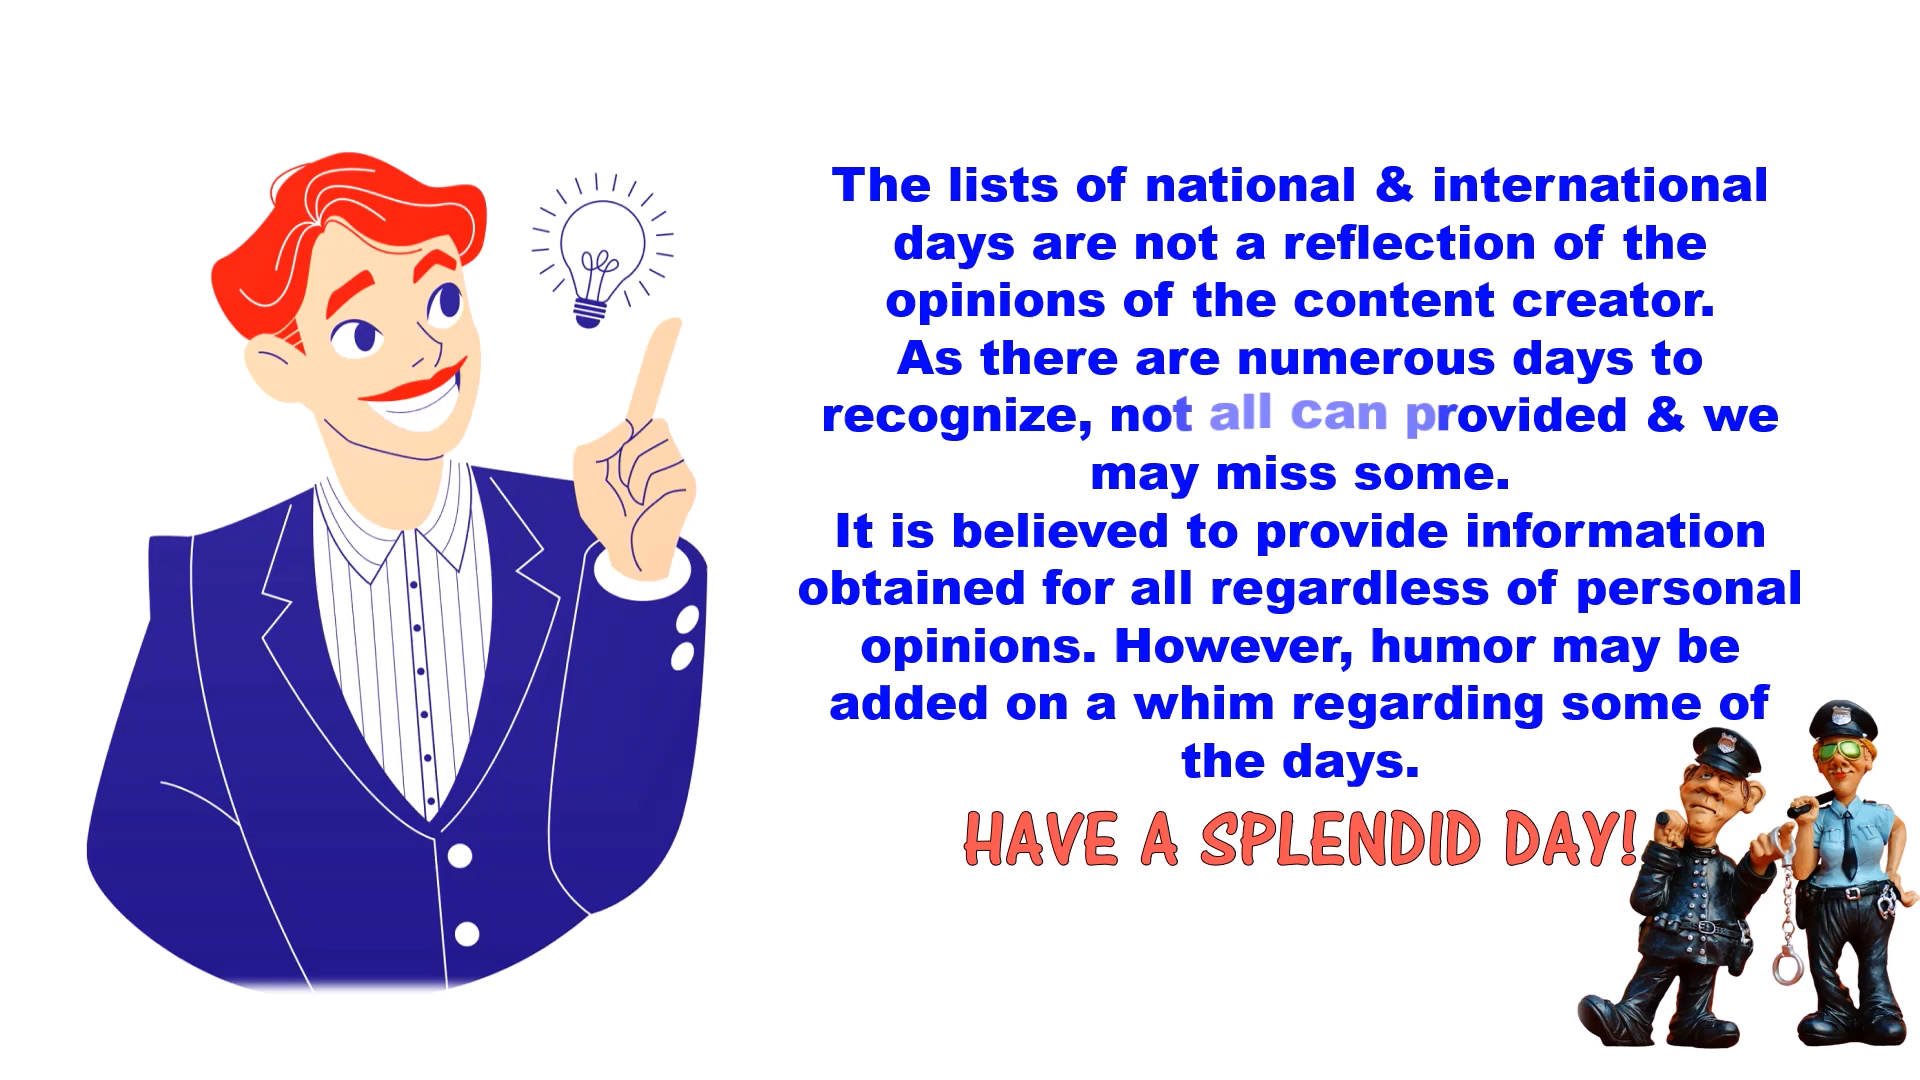 The lists of national & international
days are not a reflection of the
opinions of the content creator.
As there are numerous days to
recognize, not all can provided & we
may miss some.
It is believed to provide information
obtained for all regardless of personal
opinions. However, humor may be
added on a whim regarding some of
the days.
HAVE A SPLENDID DAY!